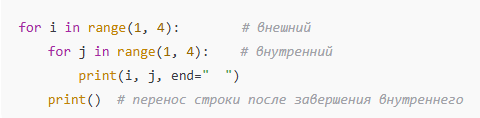 for i in range(1, 4):        # внешний
    for j in range(1, 4):    # внутренний
        print(i, j, end="  ")
    print()  # перенос строки после завершения внутреннего